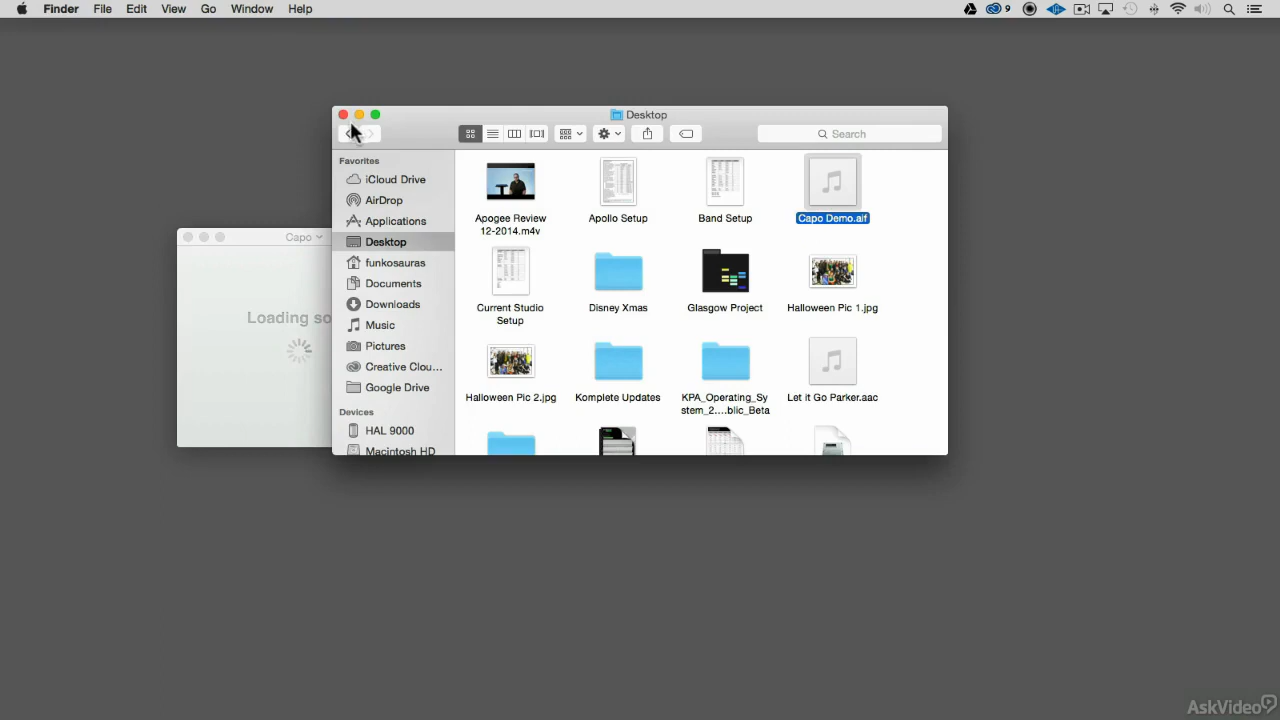 Finder File Edit View Go Window Help
9
Desktop
Search
Favorites
iCloud Drive
AirDrop
Applications
Desktop
funkosauras
Documents
Downloads
Music
Pictures
Creative Clou...
Google Drive
Devices
HAL 9000
Macintosh HD
Capo
Loading so
Apogee Review
12-2014.m4v
Apollo Setup
Band Setup
Capo Demo.aif
Current Studio
Setup
Disney Xmas
Glasgow Project
Halloween Pic 1.jpg
Halloween Pic 2.jpg
Komplete Updates
KPA_Operating_Sy
stem_2....blic_Beta
Let it Go Parker.aac
AskVideo